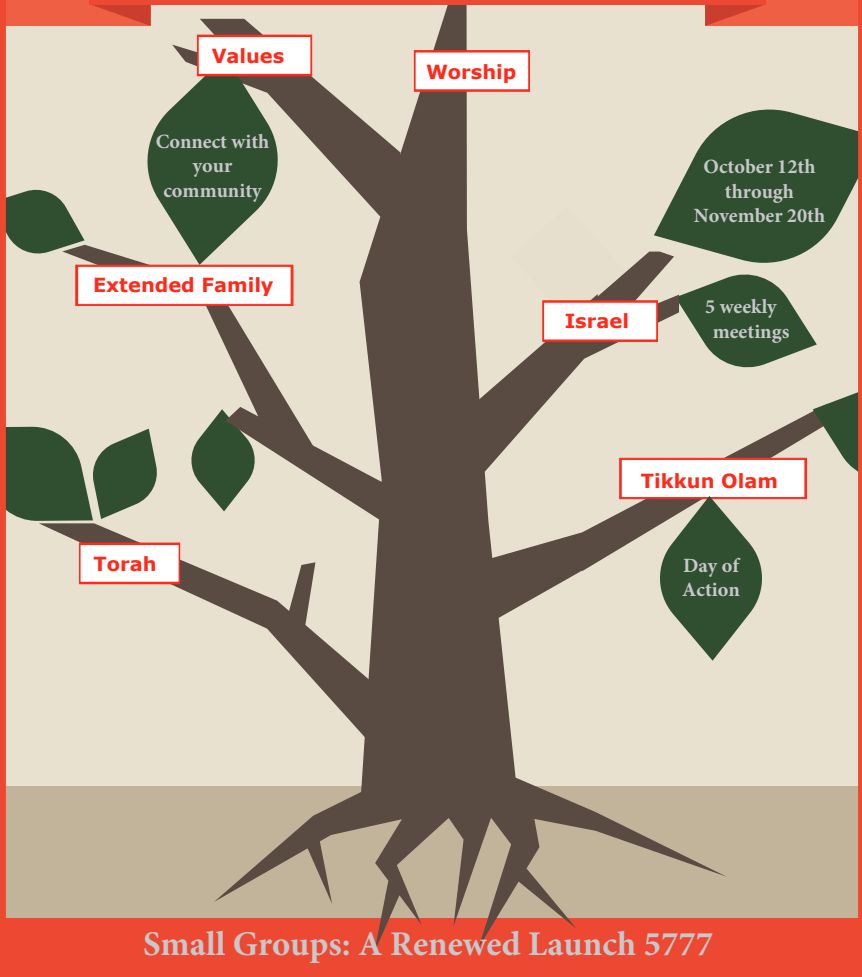 Values
Worship
Connect with
your
community
October 12th
through
November 20th
Extended Family
Israel
5 weekly
meetings
Tikkun Olam
Torah
Day of
Action
Small Groups: A Renewed Launch 5777